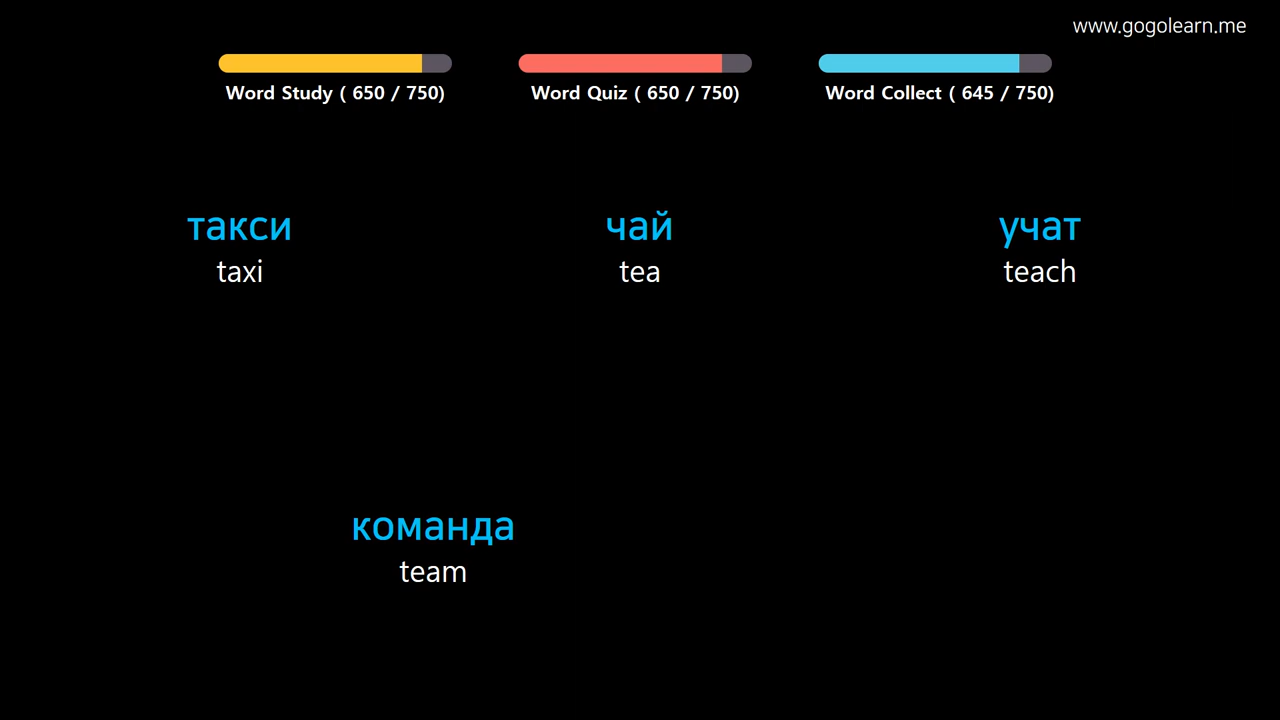 www.gogolearn.me
Word Study ( 650 / 750)
Word Quiz ( 650 / 750)
Word Collect ( 645 / 750)
такси
taxi
чай
tea
учат
teach
команда
team